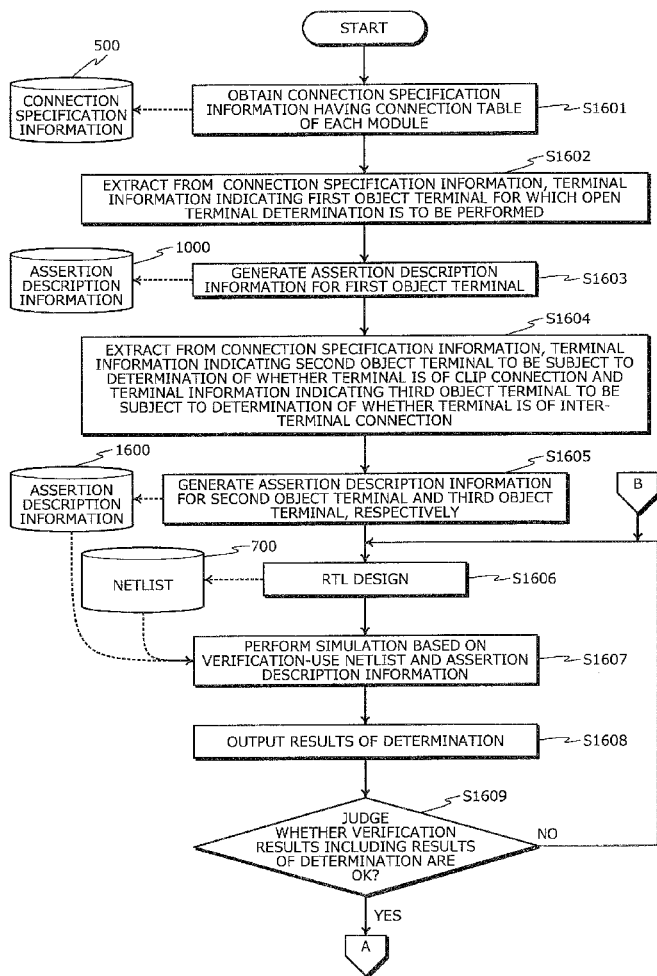 START
500
CONNECTION
SPECIFICATION
INFORMATION
OBTAIN CONNECTION SPECIFICATION
INFORMATION HAVING CONNECTION TABLE
OF EACH MODULE
S1601
S1602
EXTRACT FROM CONNECTION SPECIFICATION INFORMATION, TERMINAL
INFORMATION INDICATING FIRST OBJECT TERMINAL FOR WHICH OPEN
TERMINAL DETERMINATION IS TO BE PERFORMED
1000
ASSERTION
DESCRIPTION
INFORMATION
GENERATE ASSERTION DESCRIPTION
INFORMATION FOR FIRST OBJECT TERMINAL
S1603
S1604
EXTRACT FROM CONNECTION SPECIFICATION INFORMATION, TERMINAL
INFORMATION INDICATING SECOND OBJECT TERMINAL TO BE SUBJECT TO
DETERMINATION OF WHETHER TERMINAL IS OF CLIP CONNECTION AND
TERMINAL INFORMATION INDICATING THIRD OBJECT TERMINAL TO BE
SUBJECT TO DETERMINATION OF WHETHER TERMINAL IS OF INTER-
TERMINAL CONNECTION
1600
ASSERTION
DESCRIPTION
INFORMATION
S1605
GENERATE ASSERTION DESCRIPTION INFORMATION
FOR SECOND OBJECT TERMINAL AND THIRD OBJECT
TERMINAL, RESPECTIVELY
B
700
NETLIST
RTL DESIGN
S1606
PERFORM SIMULATION BASED ON
VERIFICATION-USE NETLIST AND ASSERTION
DESCRIPTION INFORMATION
S1607
OUTPUT RESULTS OF DETERMINATION
S1608
S1609
JUDGE
WHETHER VERIFICATION
RESULTS INCLUDING RESULTS
OF DETERMINATION ARE
OK?
NO
YES
A